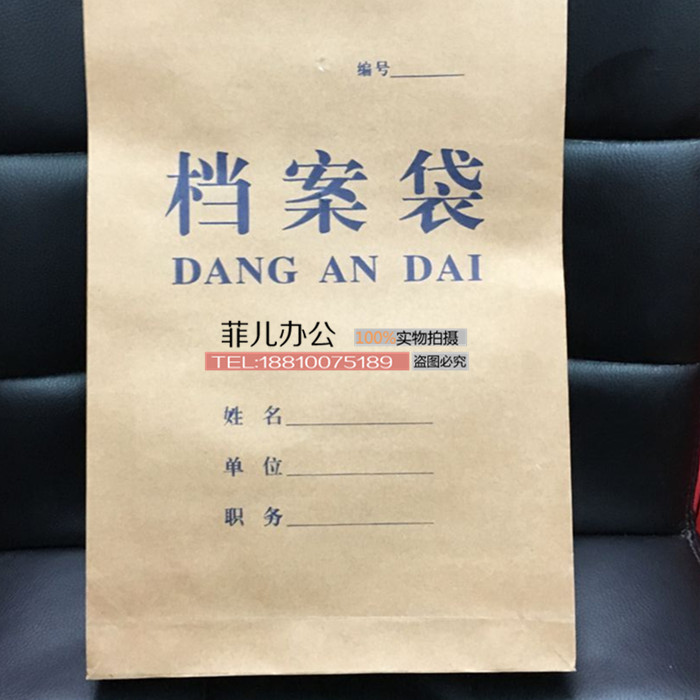 编号
档案袋
DANG AN DAI
菲儿办公 100%实物拍摄
TEL:18810075189 盗图必究
姓名
单位
职务